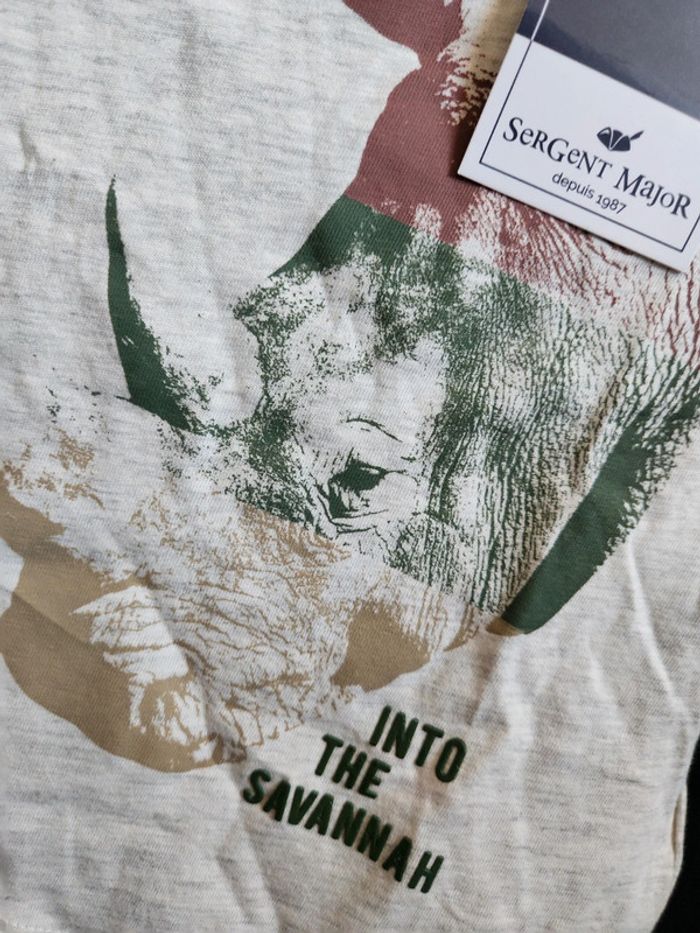 SeRGeNT MajoR
depuis 1987
INTO
THE
SAVANNAH